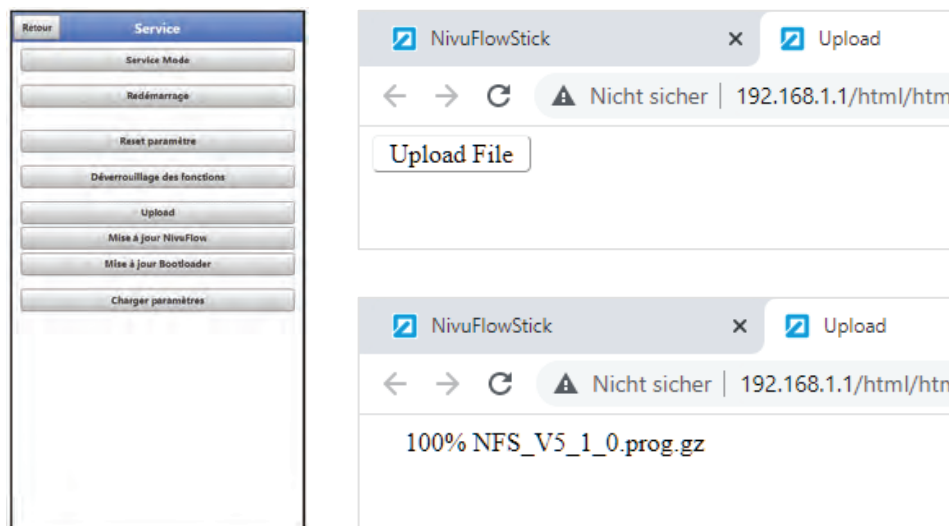 Retour
Service
Service Mode
Redémarrage
Reset paramètre
Déverrouillage des fonctions
Upload
Mise à jour NivuFlow
Mise à jour Bootloader
Charger paramètres
NivuFlowStick
Upload
Nicht sicher | 192.168.1.1/html/htm
Upload File
NivuFlowStick
Upload
Nicht sicher | 192.168.1.1/html/htm
100% NFS_V5_1_0.prog.gz